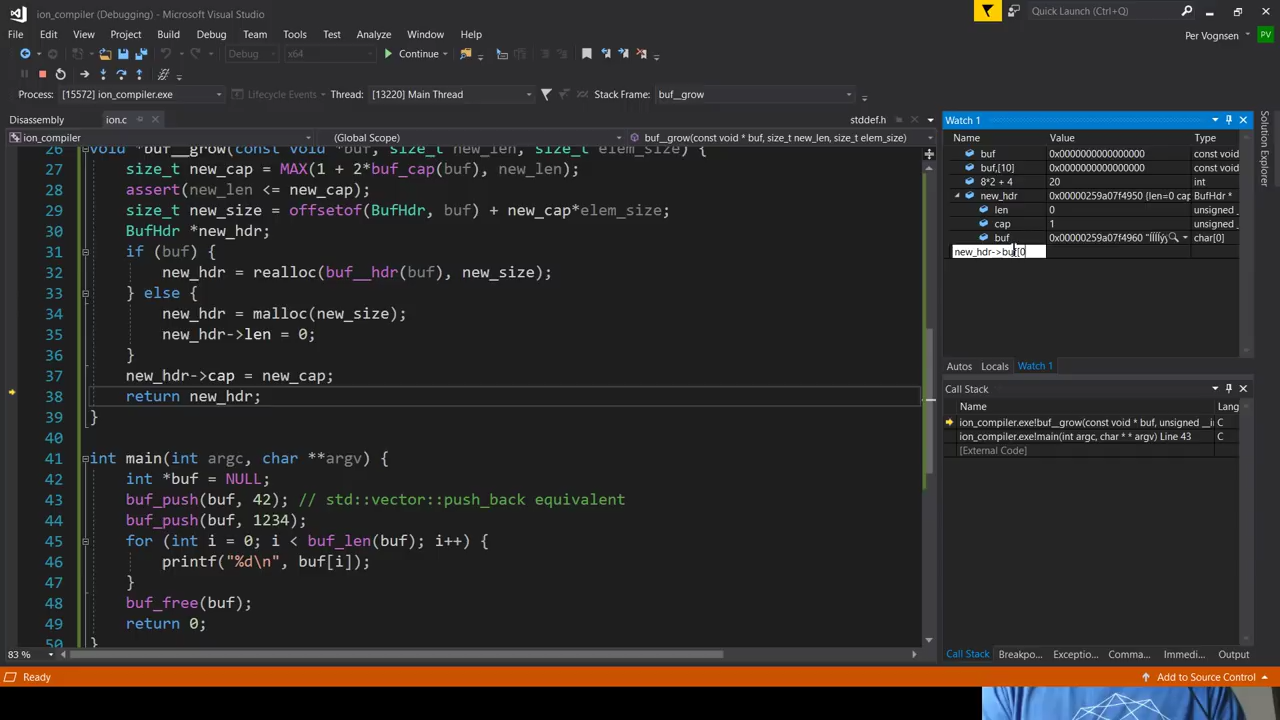 ion_compiler (Debugging) - Microsoft Visual Studio
Quick Launch (Ctrl+Q)
File Edit View Project Build Debug Team Tools Test Analyze Window Help
Per Vognsen PV
Debug x64 Continue
Process: [15572] ion_compiler.exe Lifecycle Events Thread: [13220] Main Thread Stack Frame: buf__grow
Disassembly ion.c stddef.h
ion_compiler (Global Scope) buf__grow(const void * buf, size_t new_len, size_t elem_size)
26 void *buf__grow(const void *buf, size_t new_len, size_t elem_size) {
27 size_t new_cap = MAX(1 + 2*buf_cap(buf), new_len);
28 assert(new_len <= new_cap);
29 size_t new_size = offsetof(BufHdr, buf) + new_cap*elem_size;
30 BufHdr *new_hdr;
31 if (buf) {
32 new_hdr = realloc(buf__hdr(buf), new_size);
33 } else {
34 new_hdr = malloc(new_size);
35 new_hdr->len = 0;
36 }
37 new_hdr->cap = new_cap;
38 return new_hdr;
39 }
40
41 int main(int argc, char **argv) {
42 int *buf = NULL;
43 buf_push(buf, 42); // std::vector::push_back equivalent
44 buf_push(buf, 1234);
45 for (int i = 0; i < buf_len(buf); i++) {
46 printf("%d\n", buf[i]);
47 }
48 buf_free(buf);
49 return 0;
50 }
83 %
Watch 1
Name Value Type
buf 0x0000000000000000 const void
buf,[10] 0x0000000000000000 const void
8*2 + 4 20 int
new_hdr 0x00000259a07f4950 (len=0 cap BufHdr *
len 0 unsigned _
cap 1 unsigned _
buf 0x00000259a07f4960 "ÍÍÍÍýý char[0]
new_hdr->buf[0
Autos Locals Watch 1
Call Stack
Name Lang
ion_compiler.exe!buf__grow(const void * buf, unsigned __i C
ion_compiler.exe!main(int argc, char * * argv) Line 43 C
[External Code]
Call Stack Breakpo... Exceptio... Comma... Immedi... Output
Solution Explorer
Ready Add to Source Control